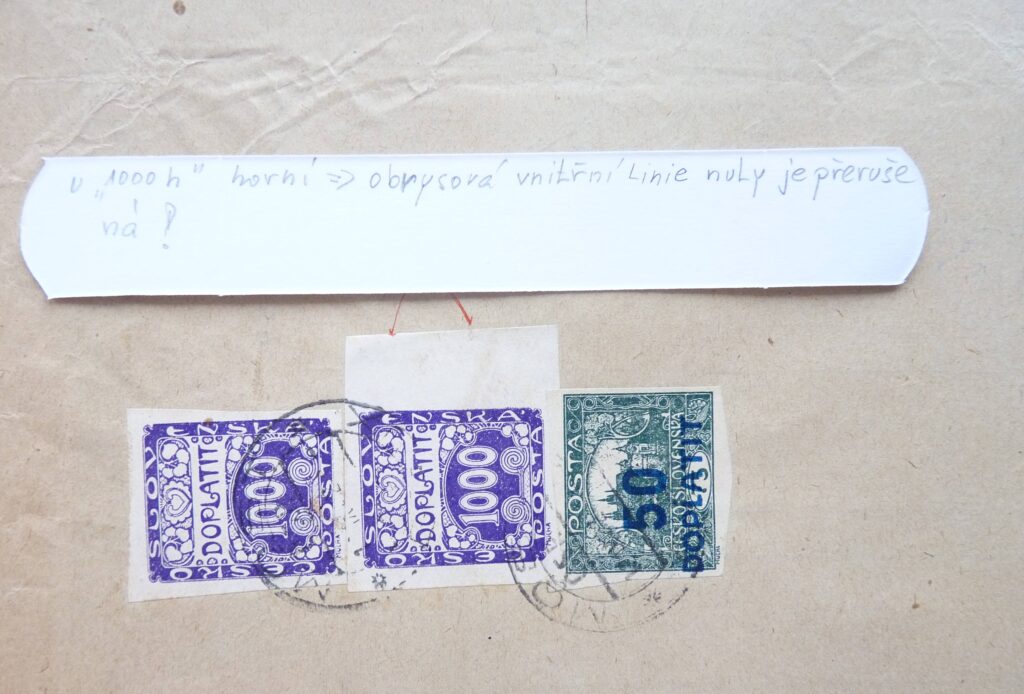 u „1000 h" horní => obrysová vnitřní Linie nuly je přeruše
ná !
ČESKOSLOVENSKÁ
DOPLATIT
1000
POŠTA
MUCHA
ČESKOSLOVENSKÁ
DOPLATIT
1000
POŠTA
POŠTA
ČESKOSLOVENSKÁ
50
DOPLATIT